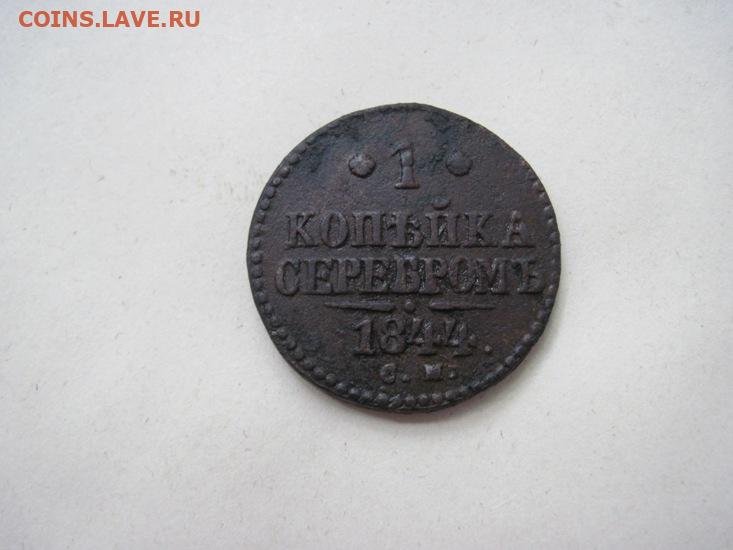 COINS.LAVE.RU
• 1 •
КОПѢЙКА
СЕРЕБРОМЪ
1844.
С. М.